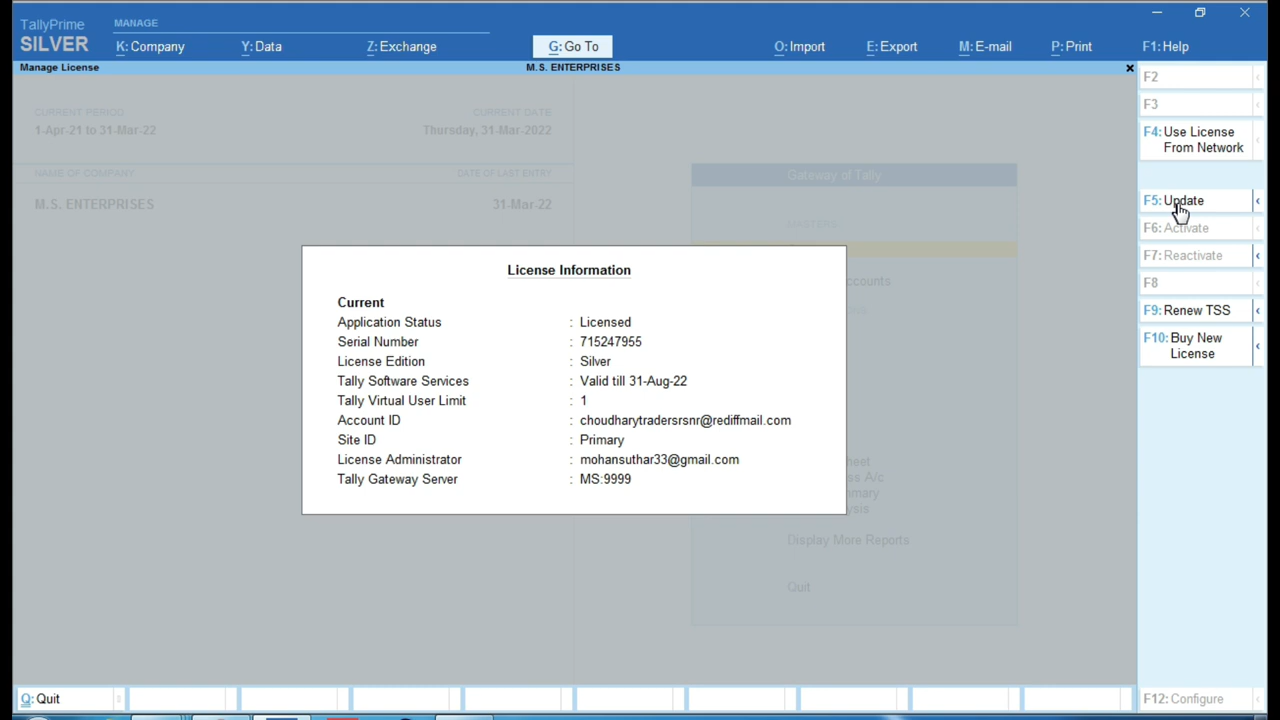 TallyPrime
SILVER
MANAGE
K: Company
Y: Data
Z: Exchange
G: Go To
O: Import
E: Export
M: E-mail
P: Print
F1: Help
Manage License
M.S. ENTERPRISES
CURRENT PERIOD
CURRENT DATE
1-Apr-21 to 31-Mar-22
Thursday, 31-Mar-2022
NAME OF COMPANY
DATE OF LAST ENTRY
M.S. ENTERPRISES
31-Mar-22
Gateway of Tally
MASTERS
License Information
Current
Application Status : Licensed
Serial Number : 715247955
License Edition : Silver
Tally Software Services : Valid till 31-Aug-22
Tally Virtual User Limit : 1
Account ID : choudharytradersrsnr@rediffmail.com
Site ID : Primary
License Administrator : mohansuthar33@gmail.com
Tally Gateway Server : MS:9999
Display More Reports
Quit
F2
F3
F4: Use License
From Network
F5: Update
F6: Activate
F7: Reactivate
F8
F9: Renew TSS
F10: Buy New
License
Q: Quit
F12: Configure